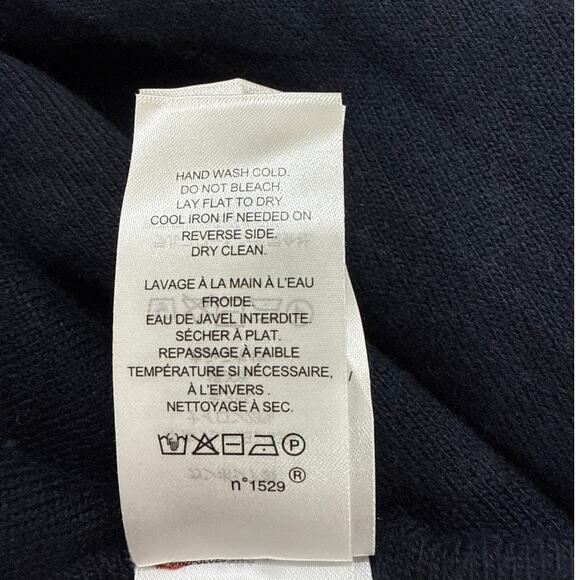 HAND WASH COLD.
DO NOT BLEACH.
LAY FLAT TO DRY.
COOL IRON IF NEEDED ON
REVERSE SIDE.
DRY CLEAN.
LAVAGE À LA MAIN À L'EAU
FROIDE.
EAU DE JAVEL INTERDITE.
SÉCHER À PLAT.
REPASSAGE À FAIBLE
TEMPÉRATURE SI NÉCESSAIRE,
À L'ENVERS .
NETTOYAGE À SEC.
P
n°1529 ®